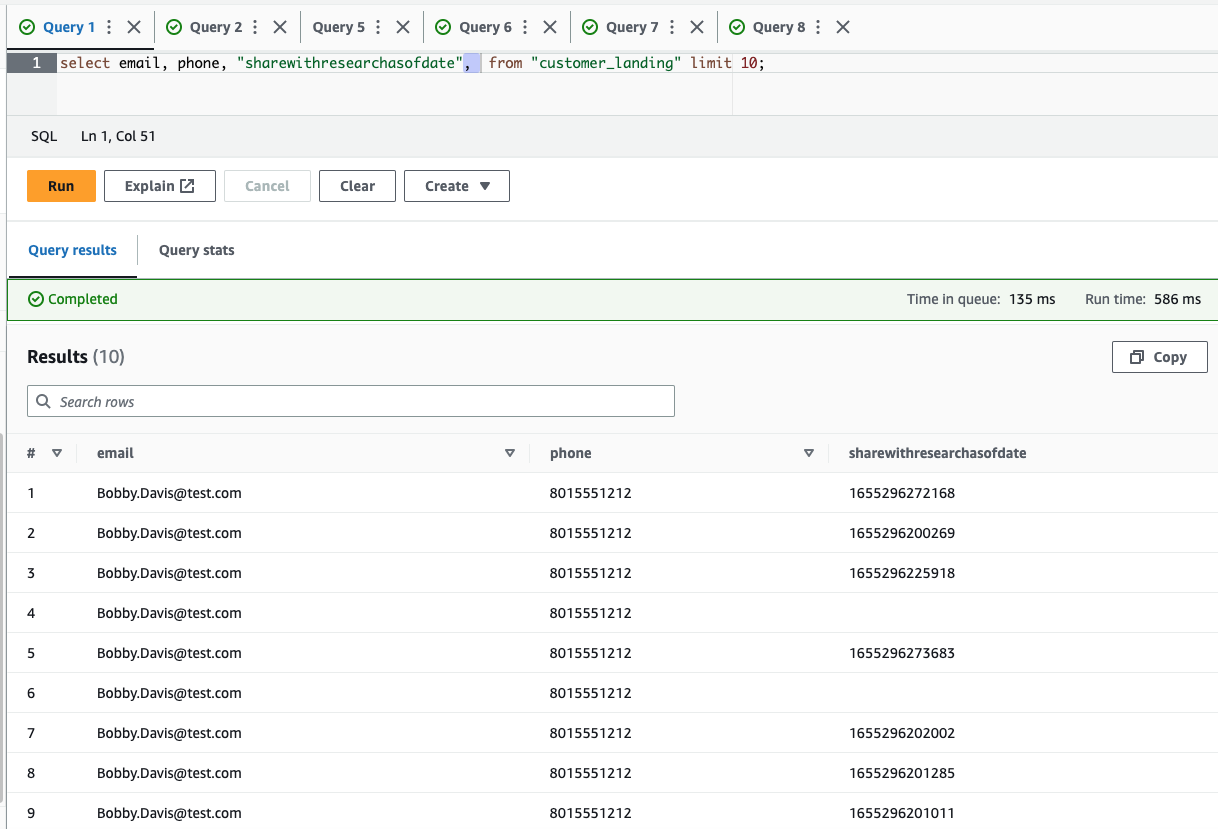 Query 1 Query 2 Query 5 Query 6 Query 7 Query 8
1 select email, phone, "sharewithresearchasofdate", from "customer_landing" limit 10;
SQL Ln 1, Col 51
Run Explain Cancel Clear Create
Query results Query stats
Completed Time in queue: 135 ms Run time: 586 ms
Results (10) Copy
Search rows
# email phone sharewithresearchasofdate
1 Bobby.Davis@test.com 8015551212 1655296272168
2 Bobby.Davis@test.com 8015551212 1655296200269
3 Bobby.Davis@test.com 8015551212 1655296225918
4 Bobby.Davis@test.com 8015551212
5 Bobby.Davis@test.com 8015551212 1655296273683
6 Bobby.Davis@test.com 8015551212
7 Bobby.Davis@test.com 8015551212 1655296202002
8 Bobby.Davis@test.com 8015551212 1655296201285
9 Bobby.Davis@test.com 8015551212 1655296201011